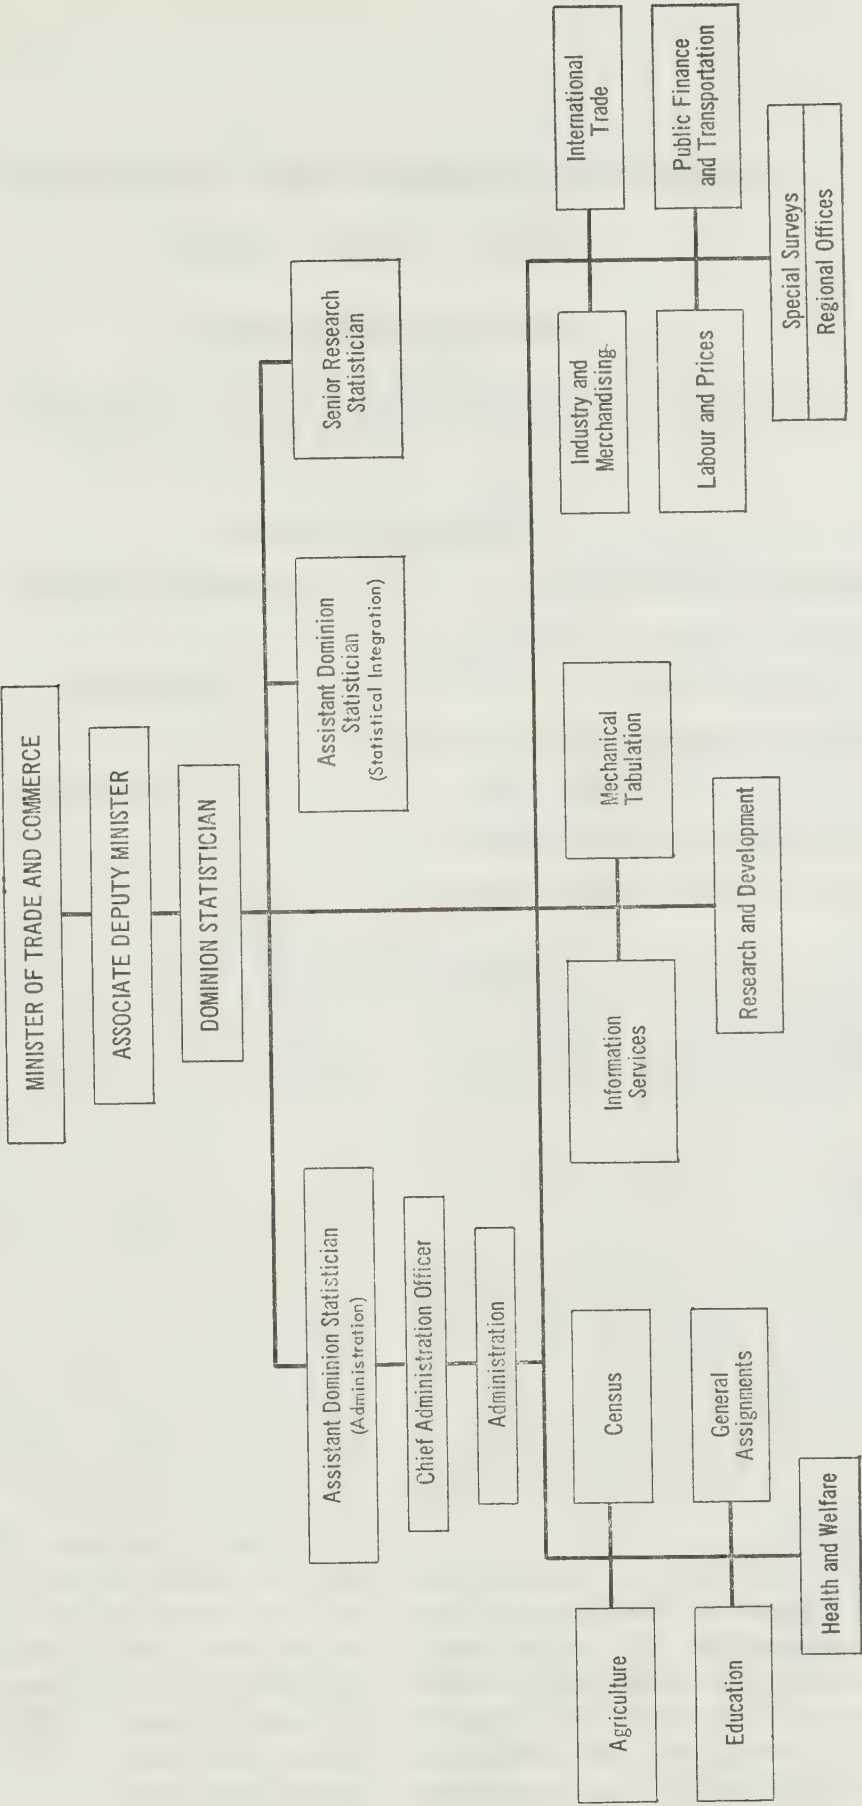 MINISTER OF TRADE AND COMMERCE
ASSOCIATE DEPUTY MINISTER
DOMINION STATISTICIAN
Assistant Dominion Statistician
(Administration)
Chief Administration Officer
Administration
Assistant Dominion
Statistician
(Statistical Integration)
Senior Research
Statistician
Agriculture
Census
Education
General
Assignments
Health and Welfare
Information
Services
Mechanical
Tabulation
Research and Development
Industry and
Merchandising
International
Trade
Labour and Prices
Public Finance
and Transportation
Special Surveys
Regional Offices